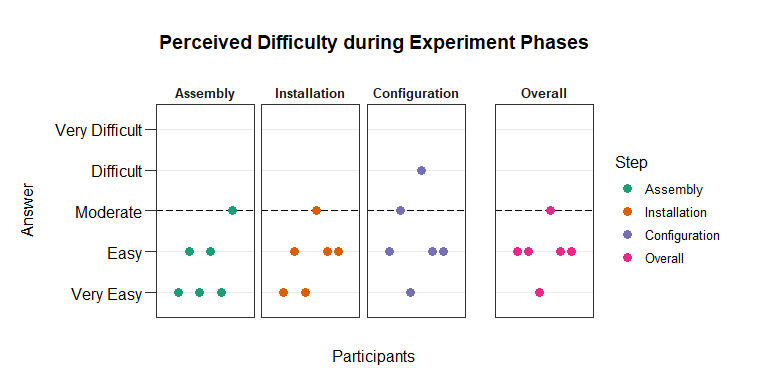 Perceived Difficulty during Experiment Phases
Assembly
Installation
Configuration
Overall
Very Difficult
Difficult
Moderate
Easy
Very Easy
Answer
Participants
Step
Assembly
Installation
Configuration
Overall